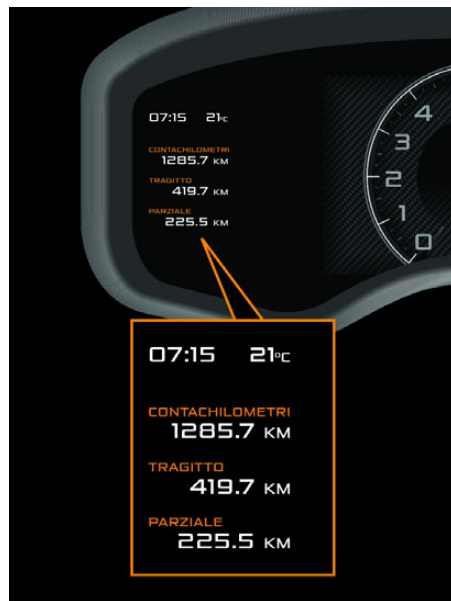 07:15 21°C
CONTACHILOMETRI
1285.7 KM
TRAGITTO
419.7 KM
PARZIALE
225.5 KM
4
3
2
1
0
07:15 21°C
CONTACHILOMETRI
1285.7 KM
TRAGITTO
419.7 KM
PARZIALE
225.5 KM